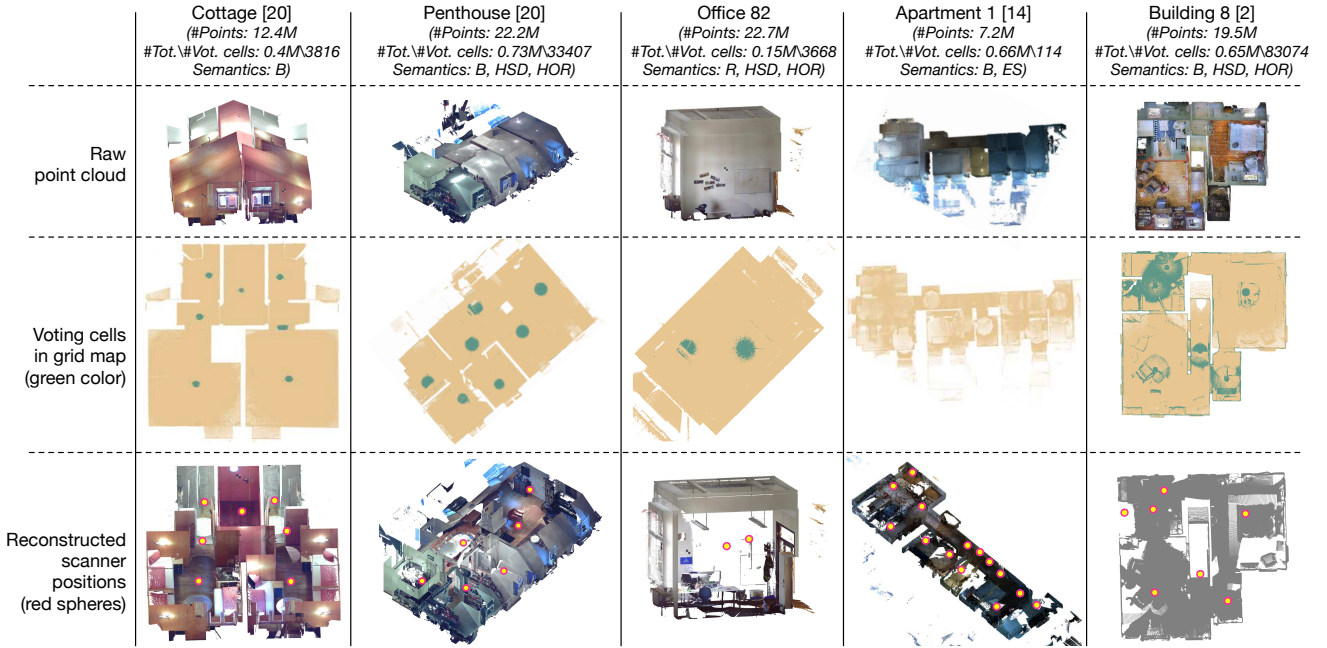 Cottage [20]
(#Points: 12.4M
#Tot.\#Vot. cells: 0.4M\3816
Semantics: B)
Penthouse [20]
(#Points: 22.2M
#Tot.\#Vot. cells: 0.73M\33407
Semantics: B, HSD, HOR)
Office 82
(#Points: 22.7M
#Tot.\#Vot. cells: 0.15M\3668
Semantics: R, HSD, HOR)
Apartment 1 [14]
(#Points: 7.2M
#Tot.\#Vot. cells: 0.66M\114
Semantics: B, ES)
Building 8 [2]
(#Points: 19.5M
#Tot.\#Vot. cells: 0.65M\83074
Semantics: B, HSD, HOR)
Raw
point cloud
Voting cells
in grid map
(green color)
Reconstructed
scanner
positions
(red spheres)